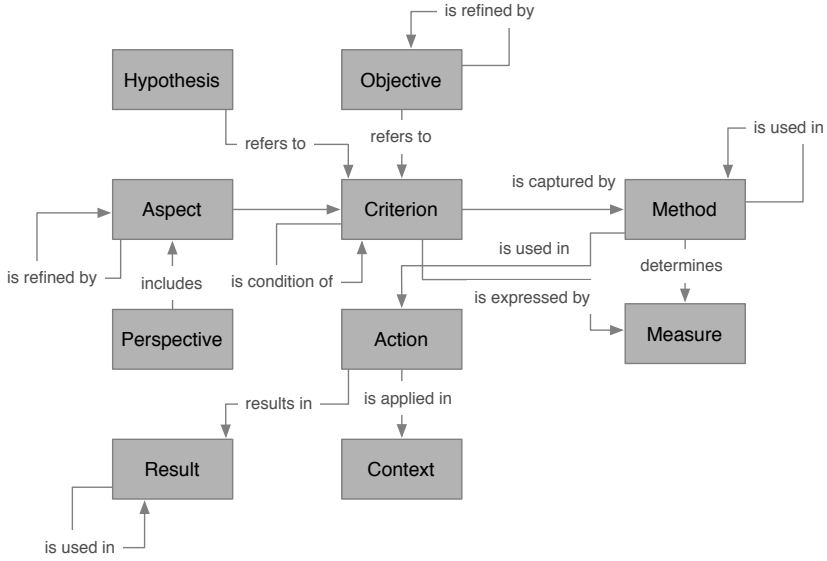 is refined by
Hypothesis
Objective
refers to
refers to
is used in
Aspect
Criterion
is captured by
Method
is refined by
includes
is condition of
is used in
determines
is expressed by
Perspective
Action
Measure
results in
is applied in
Result
Context
is used in